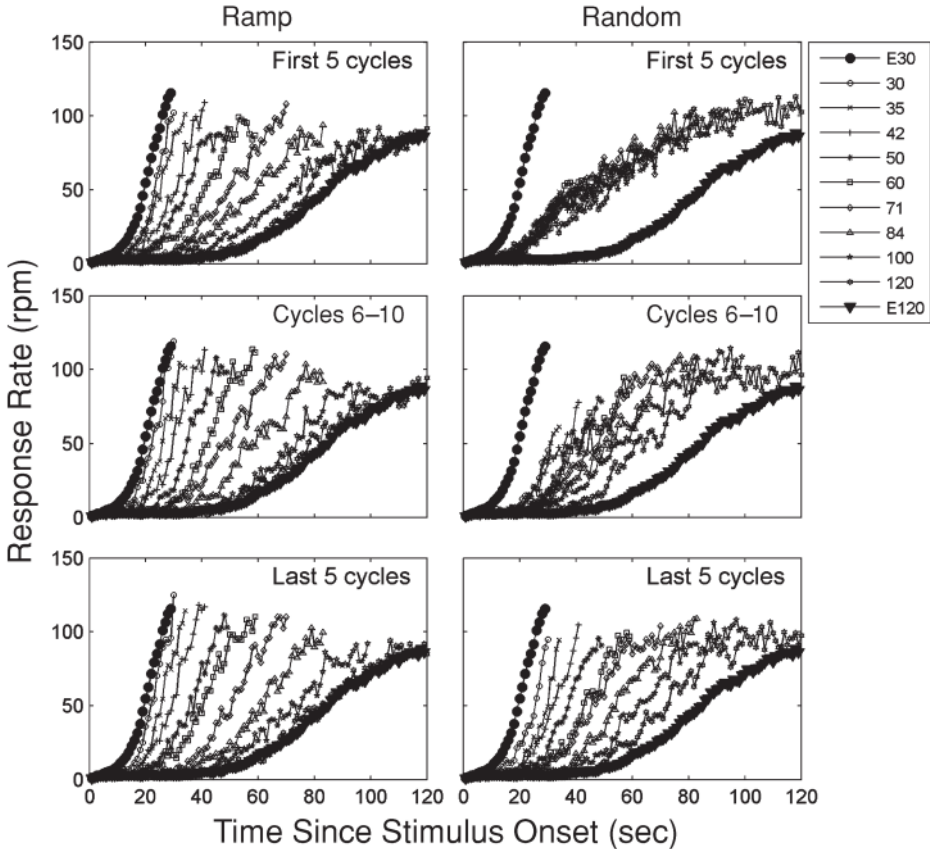 Ramp
Random
150
100
50
0
First 5 cycles
First 5 cycles
E30
30
35
42
50
60
71
84
100
120
E120
150
100
50
0
Cycles 6–10
Cycles 6–10
150
100
50
0
Last 5 cycles
Last 5 cycles
0 20 40 60 80 100 120
0 20 40 60 80 100 120
Response Rate (rpm)
Time Since Stimulus Onset (sec)